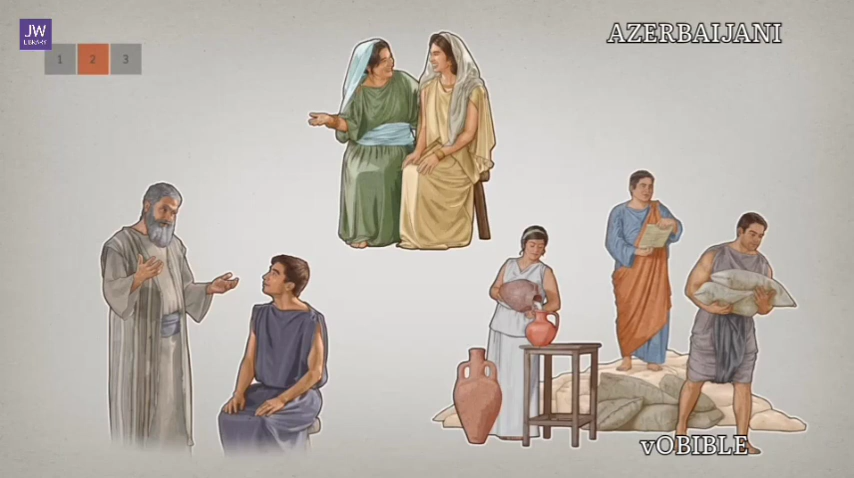 JW
LIBRARY
AZERBAIJANI
1 2 3
vOBIBLE